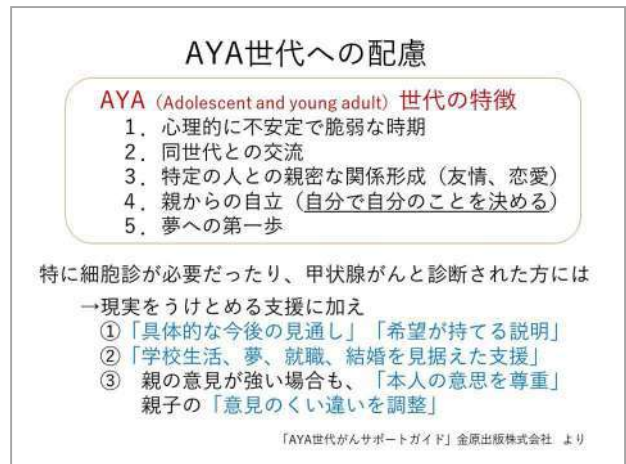 AYA世代への配慮
AYA（Adolescent and young adult）世代の特徴
1．心理的に不安定で脆弱な時期
2．同世代との交流
3．特定の人との親密な関係形成（友情、恋愛）
4．親からの自立（自分で自分のことを決める）
5．夢への第一歩
特に細胞診が必要だったり、甲状腺がんと診断された方には
→現実をうけとめる支援に加え
①「具体的な今後の見通し」「希望が持てる説明」
②「学校生活、夢、就職、結婚を見据えた支援」
③　親の意見が強い場合も、「本人の意思を尊重」
親子の「意見のくい違いを調整」
「AYA世代がんサポートガイド」金原出版株式会社　より